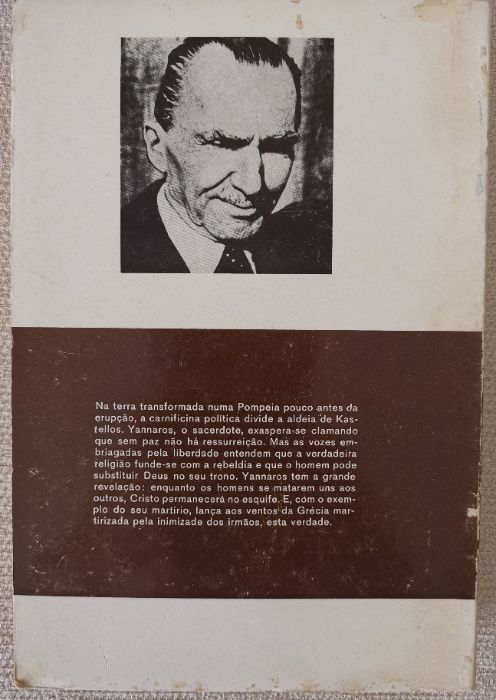 Na terra transformada numa Pompeia pouco antes da
erupção, a carnificina política divide a aldeia de Kas-
tellos. Yannaros, o sacerdote, exaspera-se clamando
que sem paz não há ressurreição. Mas as vozes em-
briagadas pela liberdade entendem que a verdadeira
religião funde-se com a rebeldia e que o homem pode
substituir Deus no seu trono. Yannaros tem a grande
revelação: enquanto os homens se matarem uns aos
outros, Cristo permanecerá no esquife. E, com o exem-
plo do seu martírio, lança aos ventos da Grécia mar-
tirizada pela inimizade dos irmãos, esta verdade.